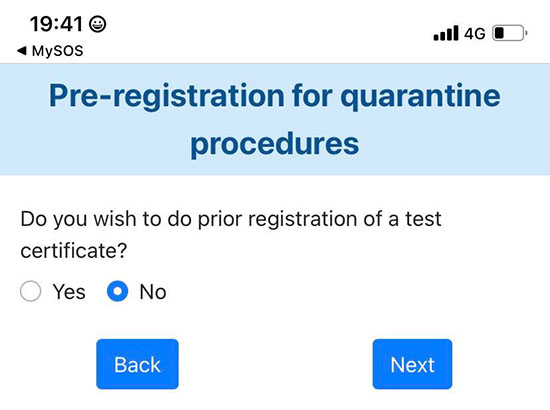 19:41
4G
◀ MySOS
Pre-registration for quarantine
procedures
Do you wish to do prior registration of a test
certificate?
Yes No
Back Next